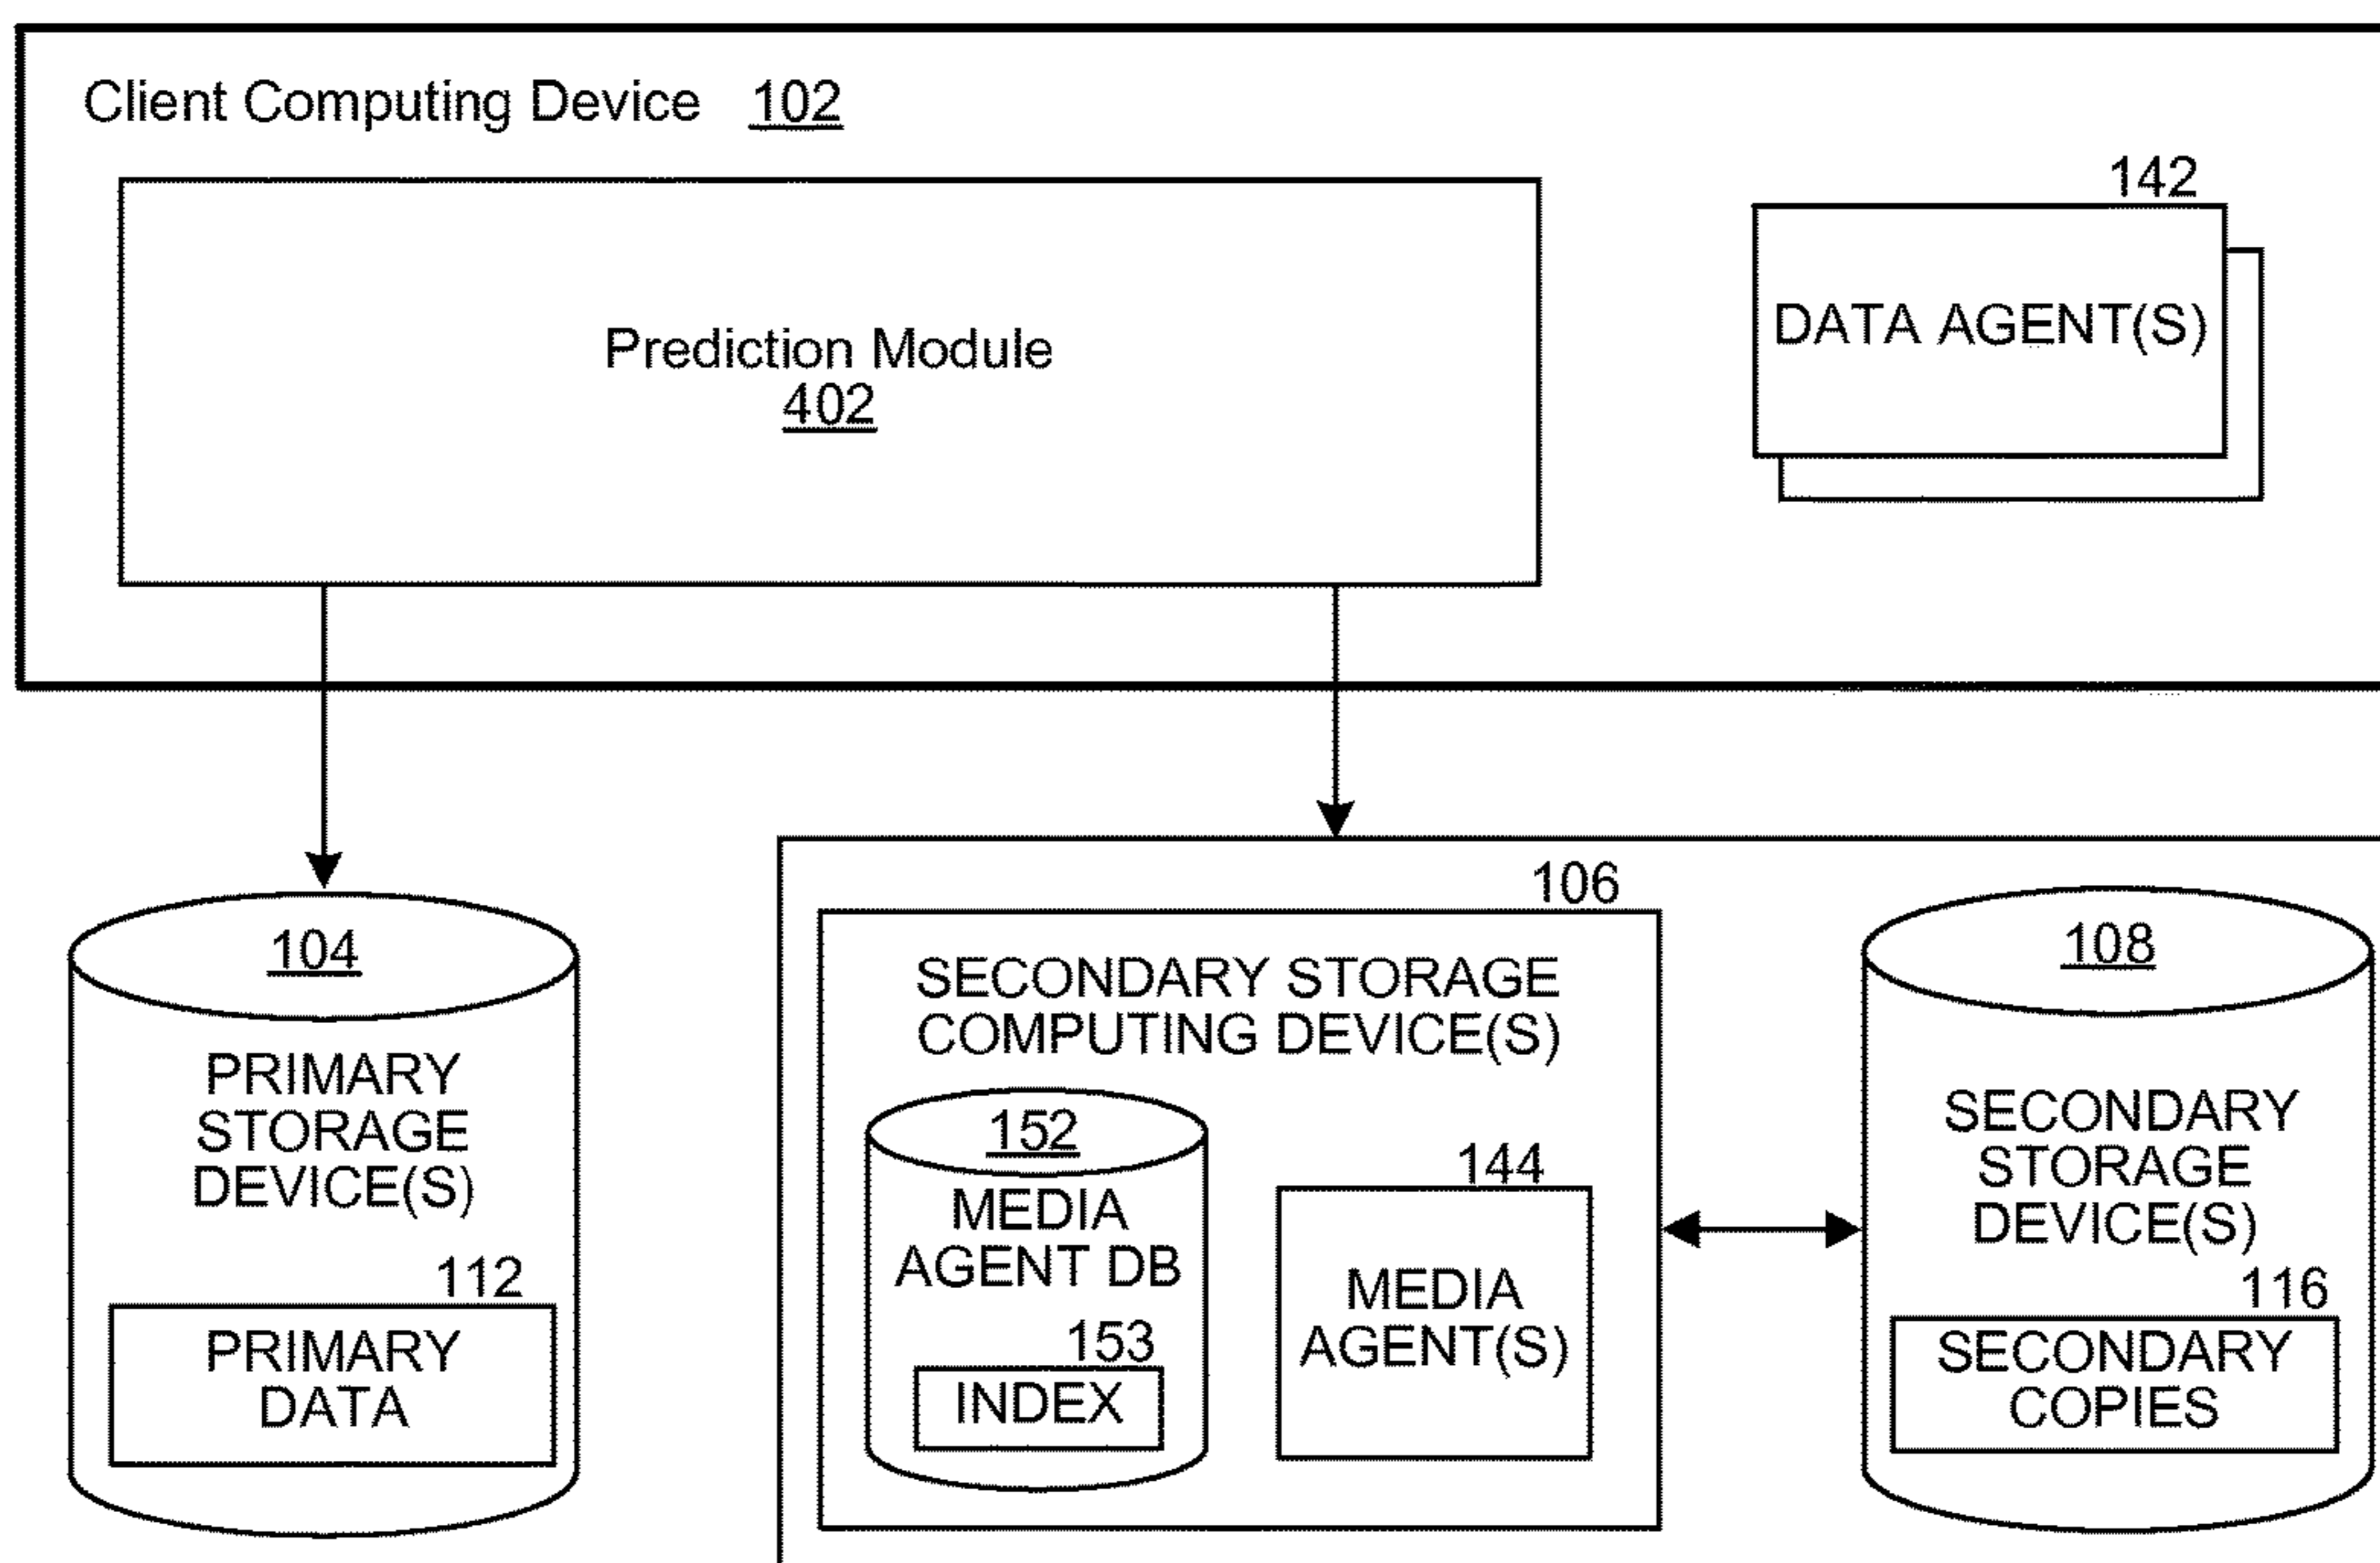 Client Computing Device 102
142
Prediction Module
402
DATA AGENT(S)
106
104
108
SECONDARY STORAGE
COMPUTING DEVICE(S)
PRIMARY
STORAGE
DEVICE(S)
152
MEDIA
AGENT DB
144
MEDIA
AGENT(S)
SECONDARY
STORAGE
DEVICE(S)
112
PRIMARY
DATA
153
INDEX
116
SECONDARY
COPIES